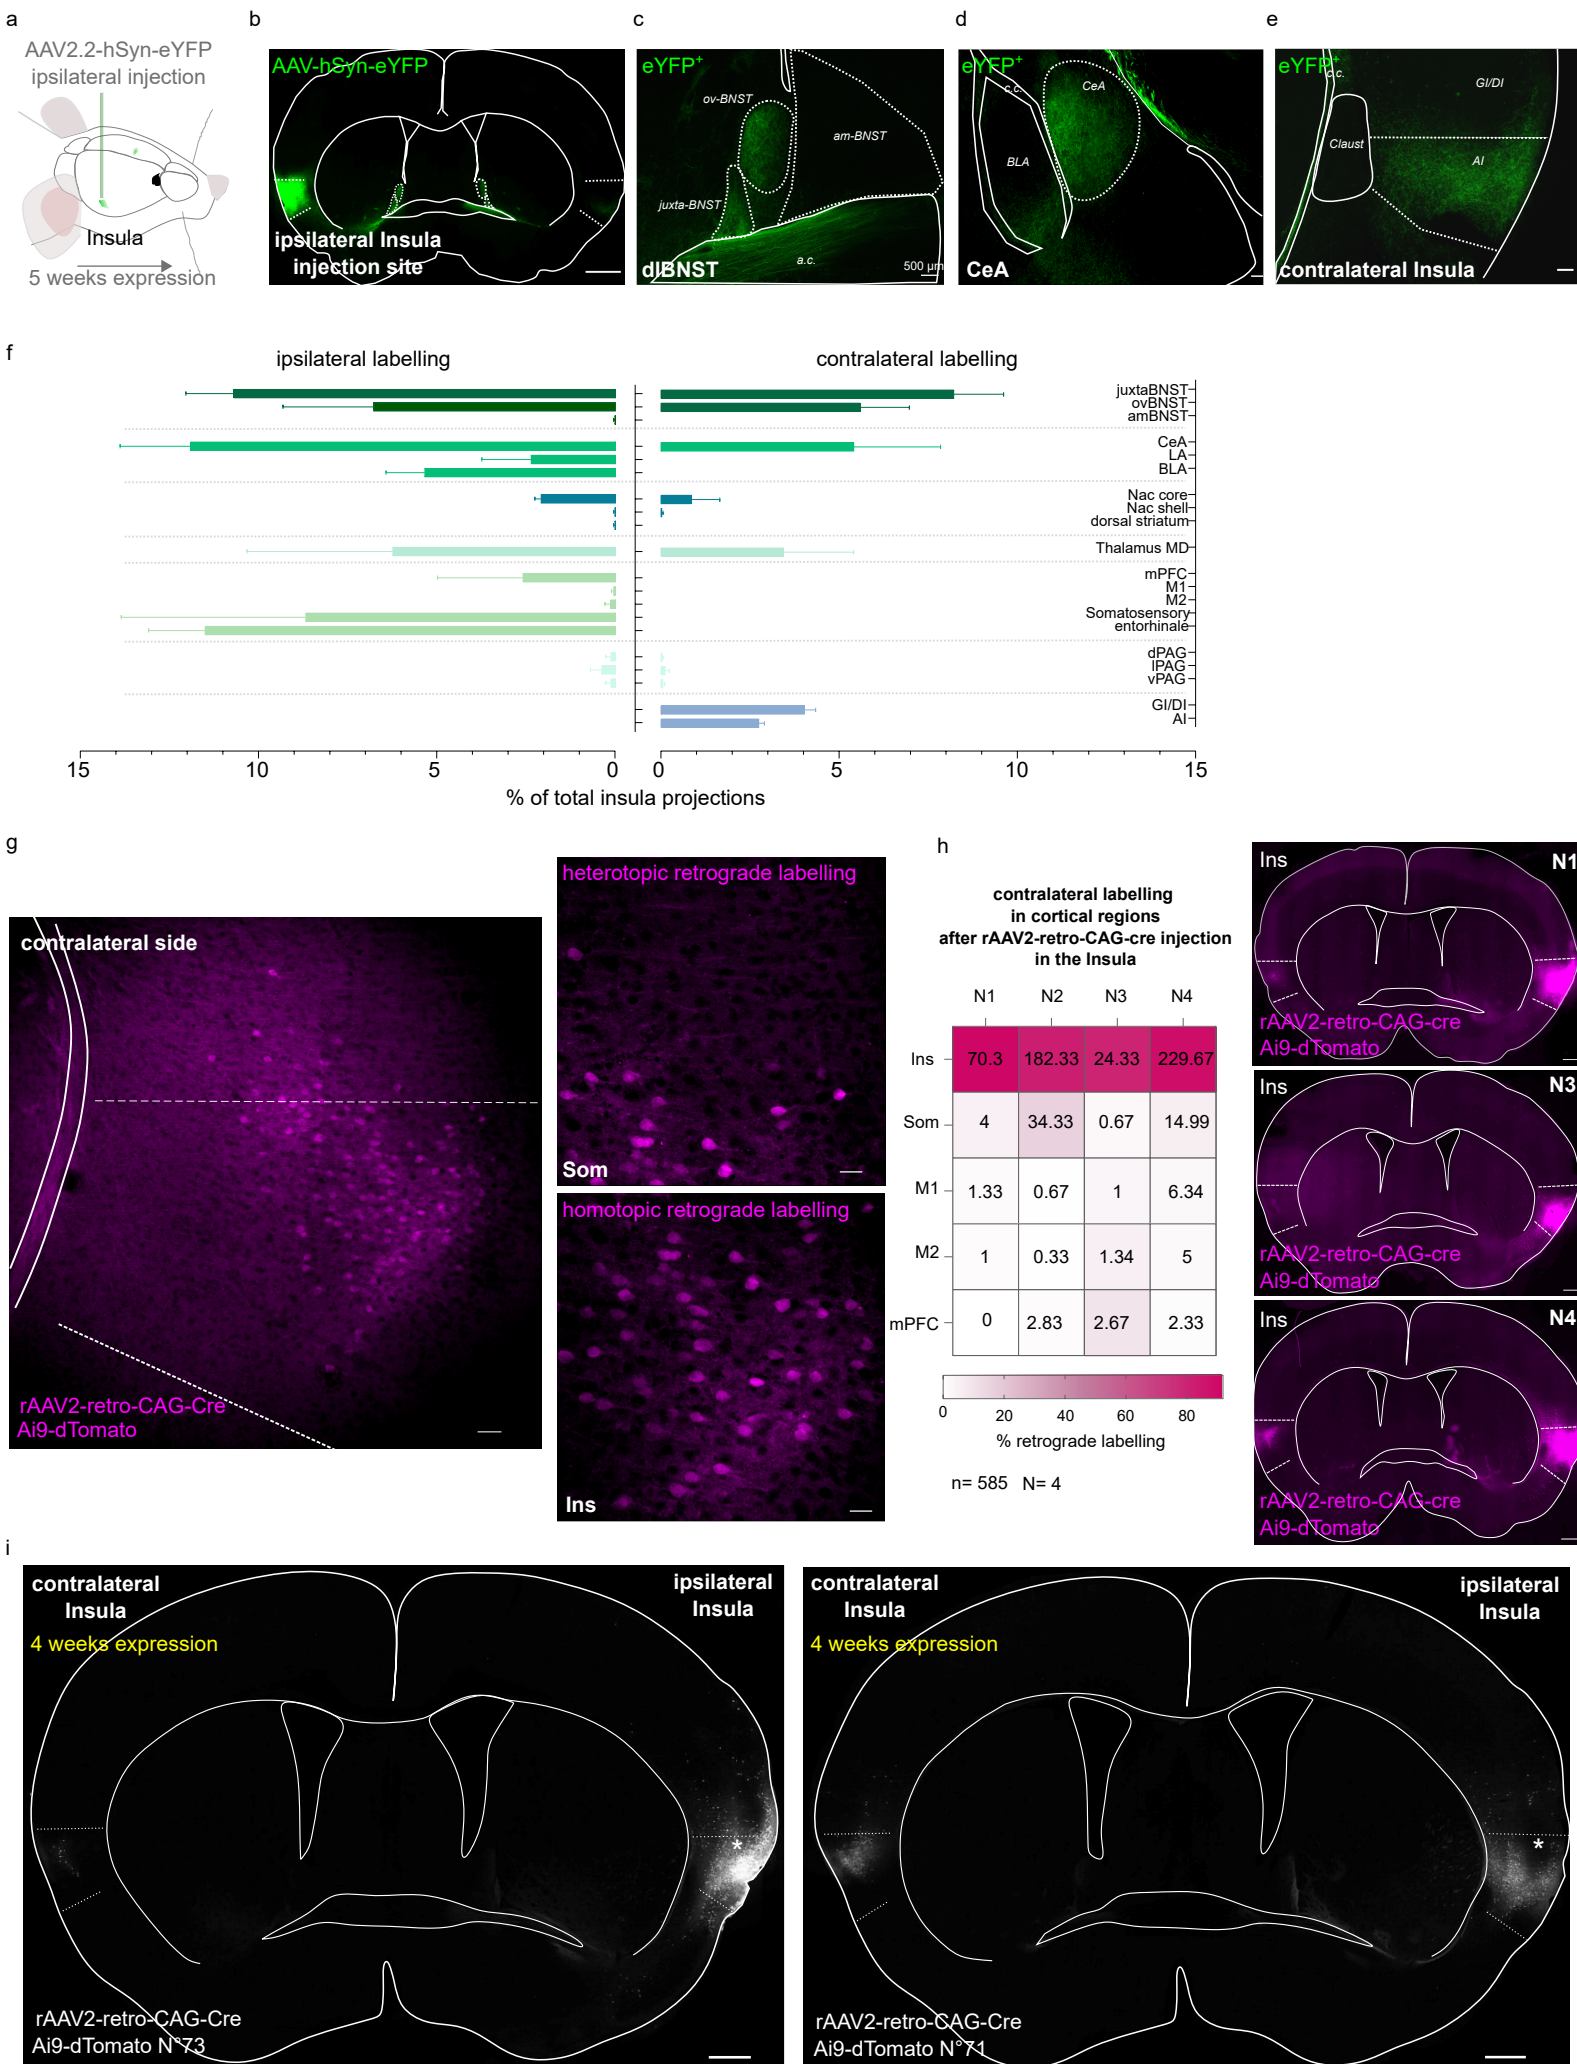 a
AAV2.2-hSyn-eYFP
ipsilateral injection
Insula
5 weeks expression
b
AAV-hSyn-eYFP
ipsilateral Insula
injection site
c
eYFP+
ov-BNST
am-BNST
juxta-BNST
a.c.
500 µm
dlBNST
d
eYFP+
c.c.
CeA
BLA
CeA
e
eYFP+
c.c.
GI/DI
Claust
AI
contralateral Insula
f
ipsilateral labelling
contralateral labelling
juxtaBNST
ovBNST
amBNST
CeA
LA
BLA
Nac core
Nac shell
dorsal striatum
Thalamus MD
mPFC
M1
M2
Somatosensory
entorhinale
dPAG
lPAG
vPAG
GI/DI
AI
15 10 5 0 0 5 10 15
% of total insula projections
g
contralateral side
rAAV2-retro-CAG-Cre
Ai9-dTomato
heterotopic retrograde labelling
Som
homotopic retrograde labelling
Ins
h
contralateral labelling
in cortical regions
after rAAV2-retro-CAG-cre injection
in the Insula
N1 N2 N3 N4
Ins 70.3 182.33 24.33 229.67
Som 4 34.33 0.67 14.99
M1 1.33 0.67 1 6.34
M2 1 0.33 1.34 5
mPFC 0 2.83 2.67 2.33
0 20 40 60 80
% retrograde labelling
n= 585 N= 4
Ins N1
rAAV2-retro-CAG-cre
Ai9-dTomato
Ins N3
rAAV2-retro-CAG-cre
Ai9-dTomato
Ins N4
rAAV2-retro-CAG-cre
Ai9-dTomato
i
contralateral
Insula
ipsilateral
Insula
4 weeks expression
*
rAAV2-retro-CAG-Cre
Ai9-dTomato N°73
contralateral
Insula
ipsilateral
Insula
4 weeks expression
*
rAAV2-retro-CAG-Cre
Ai9-dTomato N°71